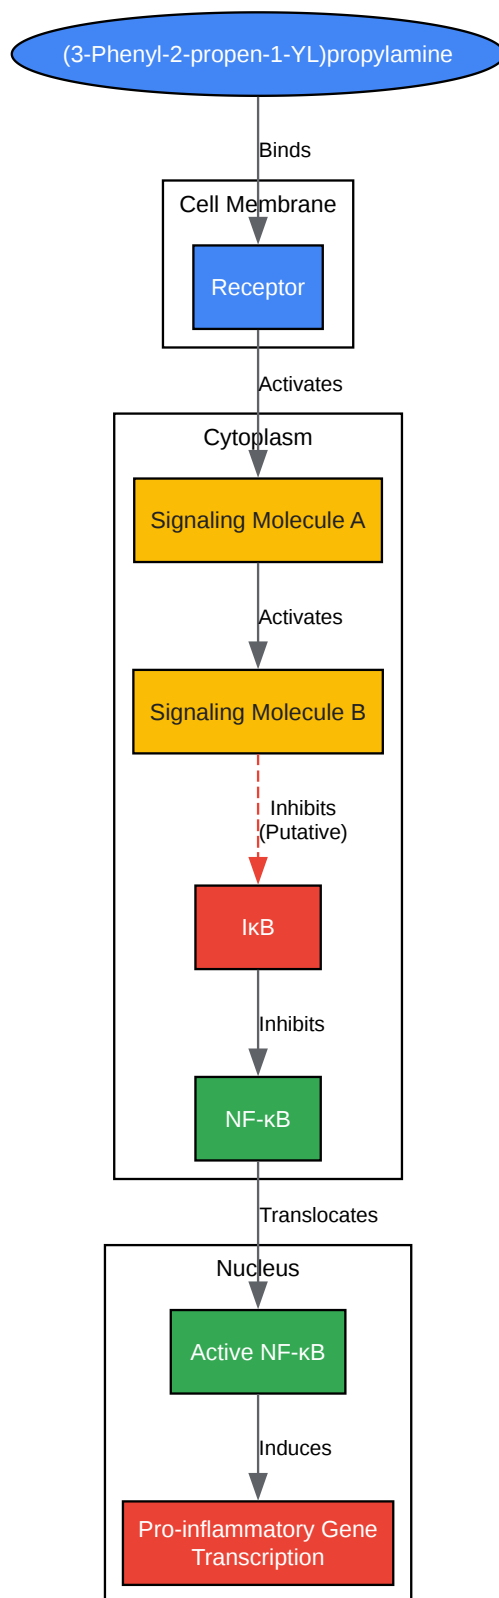 (3-Phenyl-2-propen-1-YL)propylamine
Binds
Cell Membrane
Receptor
Activates
Cytoplasm
Signaling Molecule A
Activates
Signaling Molecule B
Inhibits
(Putative)
IκB
Inhibits
NF-κB
Translocates
Nucleus
Active NF-κB
Induces
Pro-inflammatory Gene
Transcription